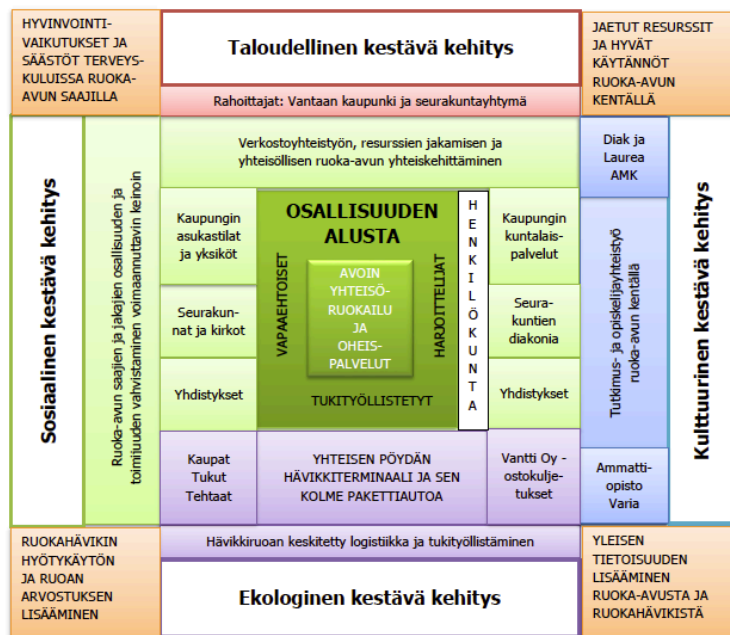 HYVINVOINTI-
VAIKUTUKSET JA
SÄÄSTÖT TERVEYS-
KULUISSA RUOKA-
AVUN SAAJILLA
Taloudellinen kestävä kehitys
JAETUT RESURSSIT
JA HYVÄT
KÄYTÄNNÖT
RUOKA-AVUN
KENTÄLLÄ
Rahoittajat: Vantaan kaupunki ja seurakuntayhtymä
Sosiaalinen kestävä kehitys
Ruoka-avun saajien ja jakajien osallisuuden ja
toimijuuden vahvistaminen voimaannuttavin keinoin
Verkostoyhteistyön, resurssien jakamisen ja
yhteisöllisen ruoka-avun yhteiskehittäminen
Kaupungin
asukastilat
ja yksiköt
Seurakun-
nat ja kirkot
Yhdistykset
OSALLISUUDEN
ALUSTA
VAPAAEHTOISET
AVOIN
YHTEISÖ-
RUOKAILU
JA
OHEIS-
PALVELUT
HARJOITTELIJAT
TUKITYÖLLISTETYT
HENKILÖKUNTA
Kaupungin
kuntalais-
palvelut
Seura-
kuntien
diakonia
Yhdistykset
Diak ja
Laurea
AMK
Tutkimus- ja opiskelijayhteistyö
ruoka-avun kentällä
Ammatti-
opisto
Varia
Kulttuurinen kestävä kehitys
Kaupat
Tukut
Tehtaat
YHTEISEN PÖYDÄN
HÄVIKKITERMINAALI JA SEN
KOLME PAKETTIAUTOA
Vantti Oy -
ostokulje-
tukset
Hävikkiruoan keskitetty logistiikka ja tukityöllistäminen
RUOKAHÄVIKIN
HYÖTYKÄYTÖN
JA RUOAN
ARVOSTUKSEN
LISÄÄMINEN
Ekologinen kestävä kehitys
YLEISEN
TIETOISUUDEN
LISÄÄMINEN
RUOKA-AVUSTA JA
RUOKAHÄVIKISTÄ